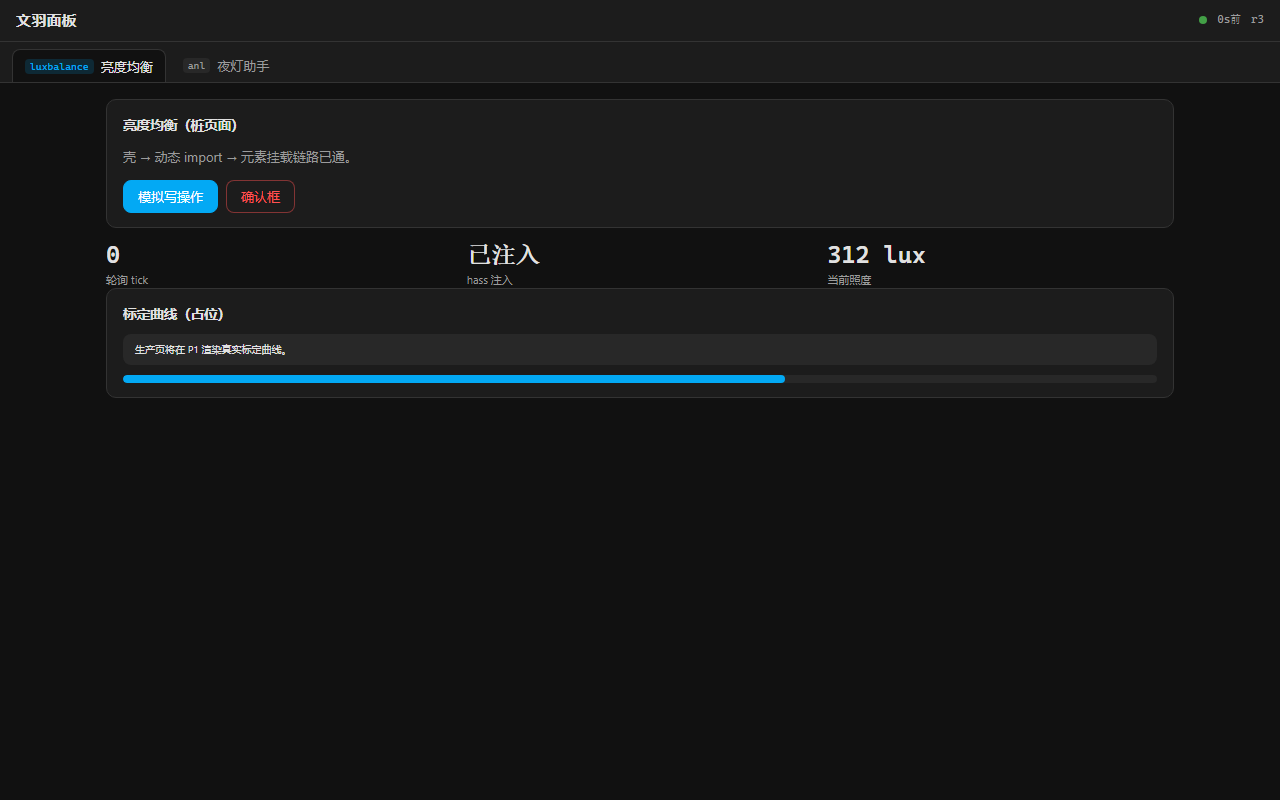 文羽面板
0s前 r3
luxbalance 亮度均衡 anl 夜灯助手
亮度均衡（桩页面）
壳 → 动态 import → 元素挂载链路已通。
模拟写操作 确认框
0 已注入 312 lux
轮询 tick hass 注入 当前照度
标定曲线（占位）
生产页将在 P1 渲染真实标定曲线。